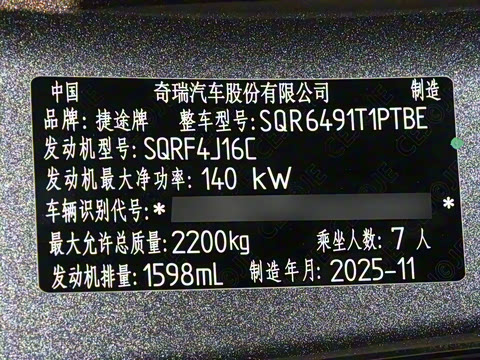 中国 奇瑞汽车股份有限公司 制造
品牌: 捷途牌 整车型号: SQR6491T1PTBE
发动机型号: SQRF4J16C
发动机最大净功率: 140 kW
车辆识别代号: * *
最大允许总质量: 2200kg 乘坐人数: 7 人
发动机排量: 1598mL 制造年月: 2025-11